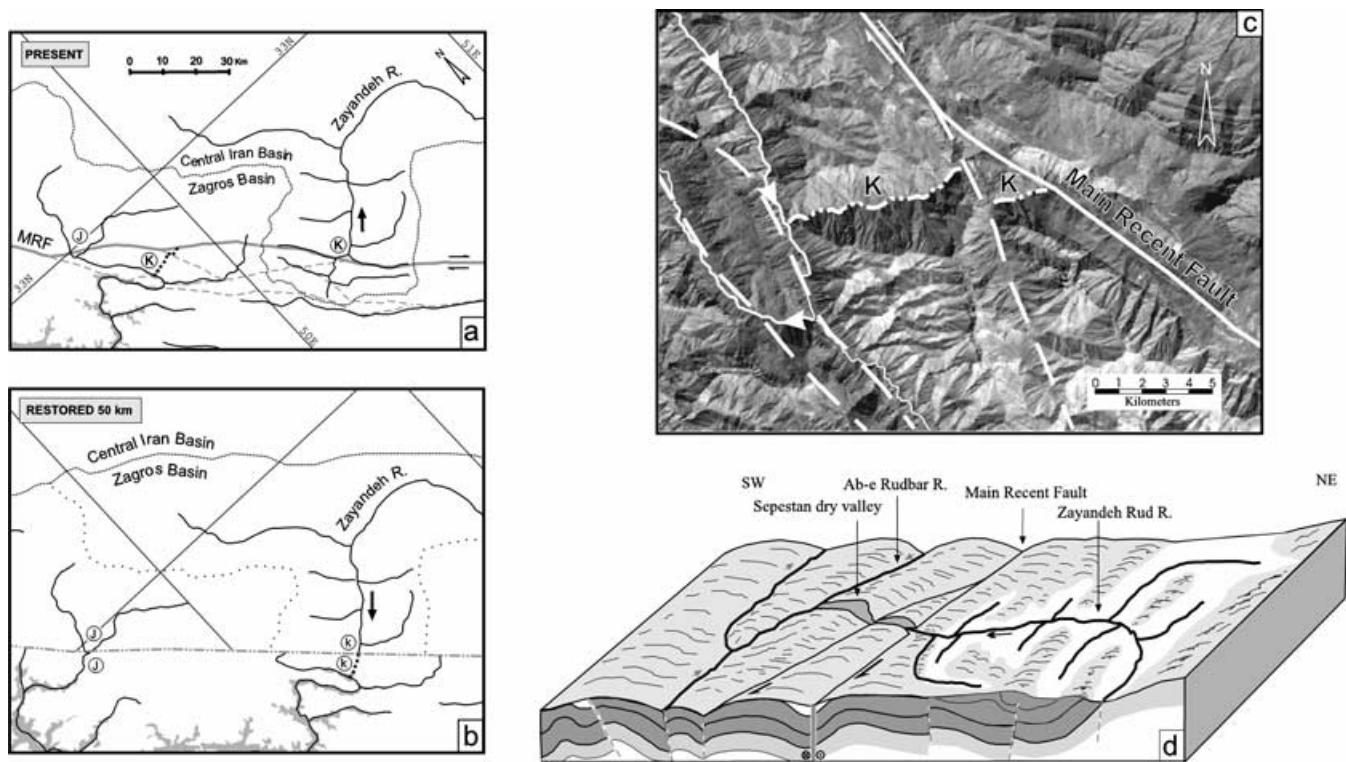 PRESENT
0 10 20 30 Km
33N
51E
N
Zayandeh R.
Central Iran Basin
Zagros Basin
J
MRF
K
K
33N
50E
a
RESTORED 50 km
Central Iran Basin
Zagros Basin
Zayandeh R.
J
J
k
k
b
c
N
K
K
Main Recent Fault
0 1 2 3 4 5
Kilometers
SW
Ab-e Rudbar R.
Main Recent Fault
NE
Sepestan dry valley
Zayandeh Rud R.
d